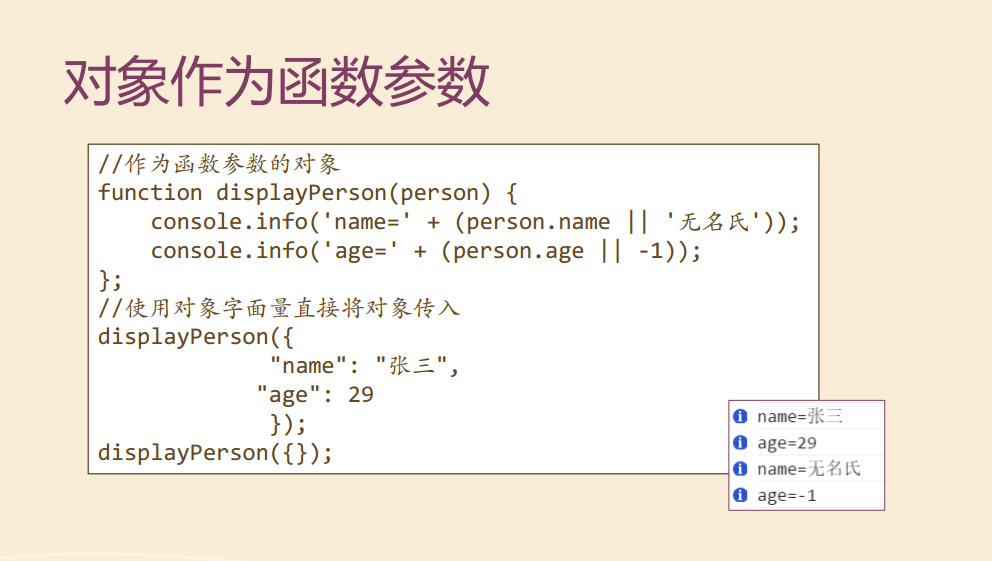 对象作为函数参数
//作为函数参数的对象
function displayPerson(person) {
    console.info('name=' + (person.name || '无名氏'));
    console.info('age=' + (person.age || -1));
};
//使用对象字面量直接将对象传入
displayPerson({
             "name": "张三",
            "age": 29
             });
displayPerson({});
name=张三
age=29
name=无名氏
age=-1